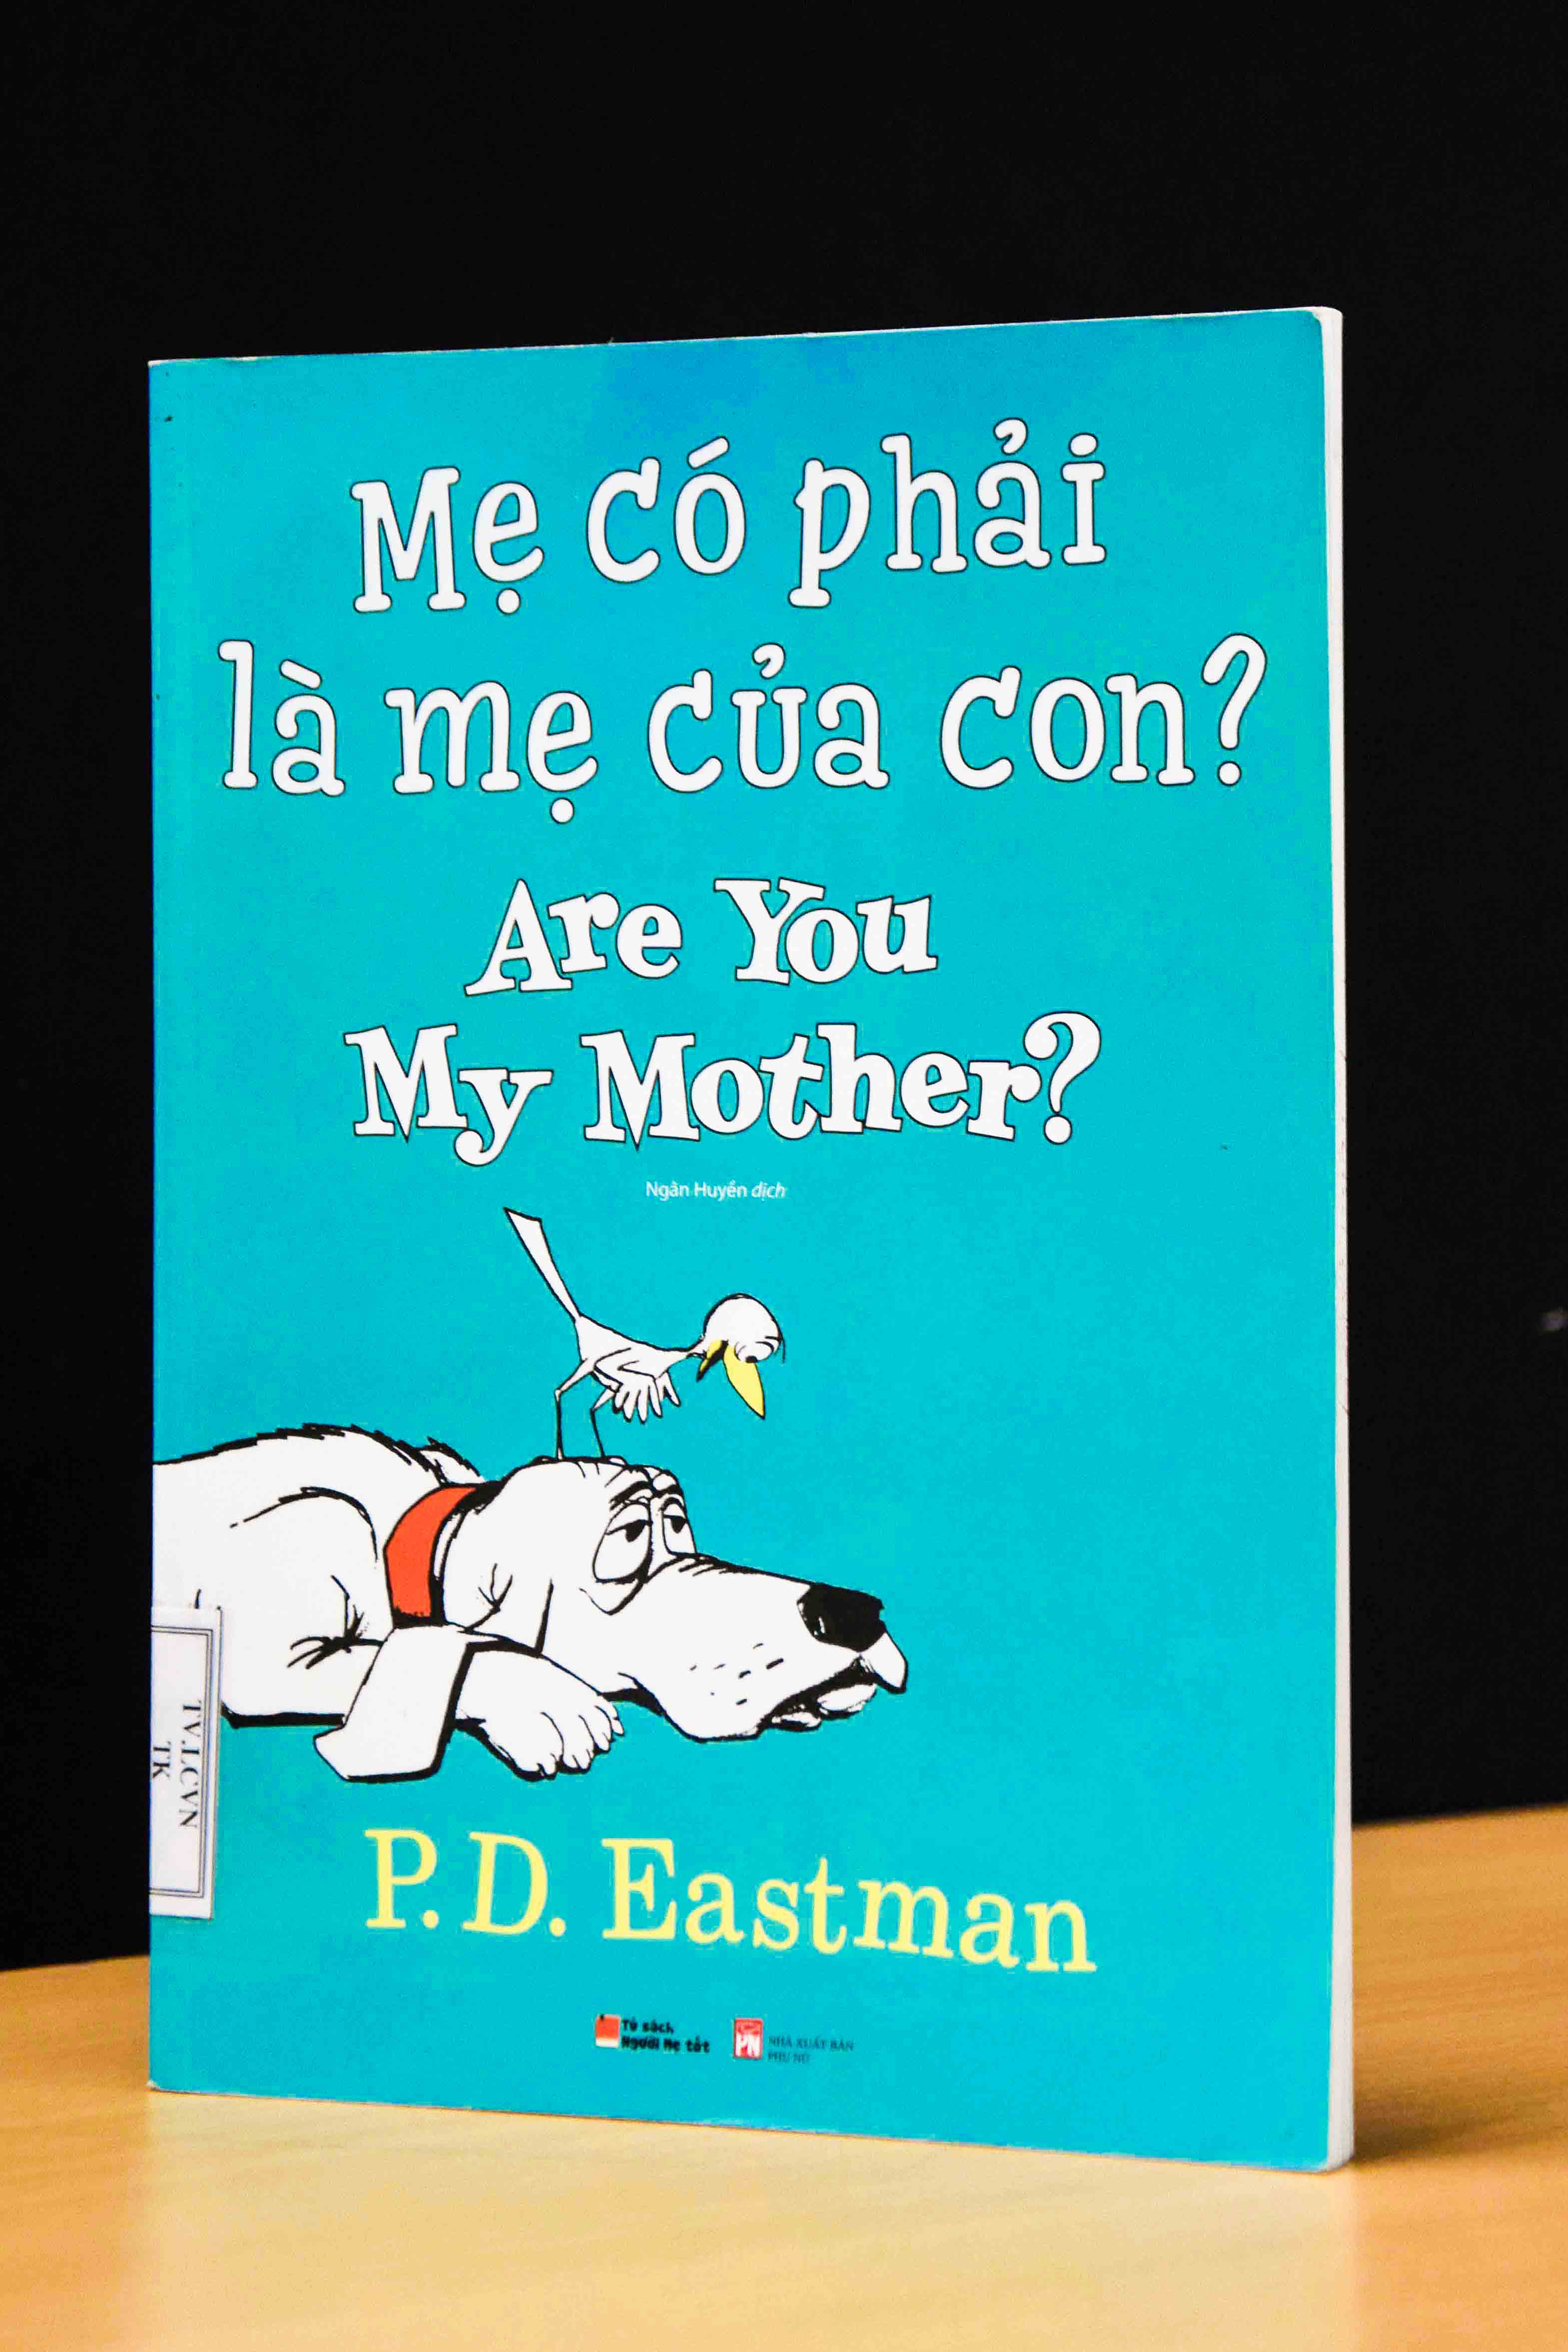 Mẹ có phải
là mẹ của con?
Are You
My Mother?
Ngân Huyền dịch
TV.LCVN
TK
P.D. Eastman
Tủ sách
Người Mẹ tốt
PN
NHÀ XUẤT BẢN
PHỤ NỮ